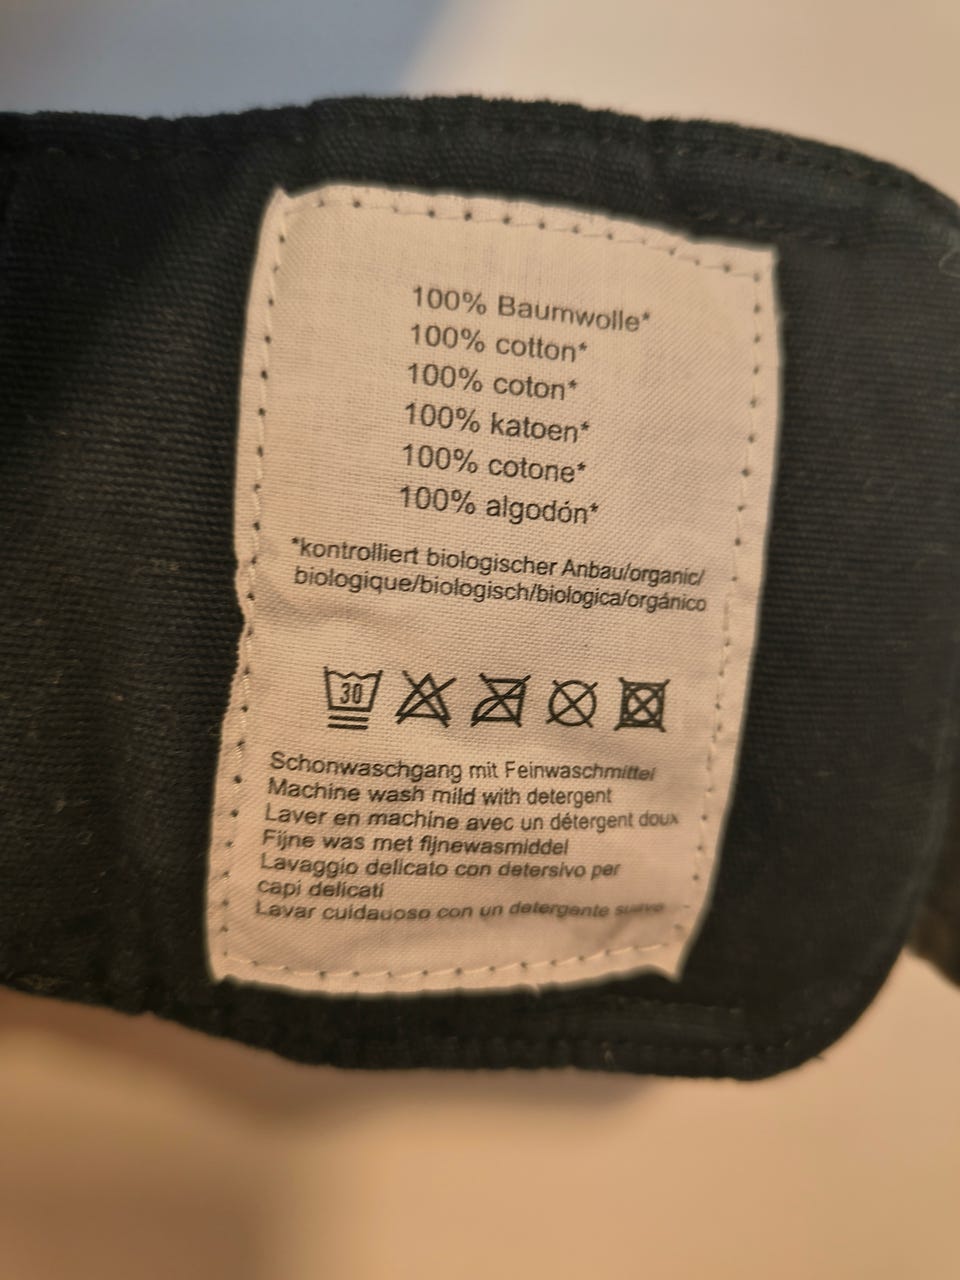 100% Baumwolle*
100% cotton*
100% coton*
100% katoen*
100% cotone*
100% algodón*
*kontrolliert biologischer Anbau/organic/
biologique/biologisch/biologica/orgánico
30
Schonwaschgang mit Feinwaschmittel
Machine wash mild with detergent
Laver en machine avec un détergent doux
Fijne was met fijnewasmiddel
Lavaggio delicato con detersivo per
capi delicati
Lavar cuidauoso con un detergente suave